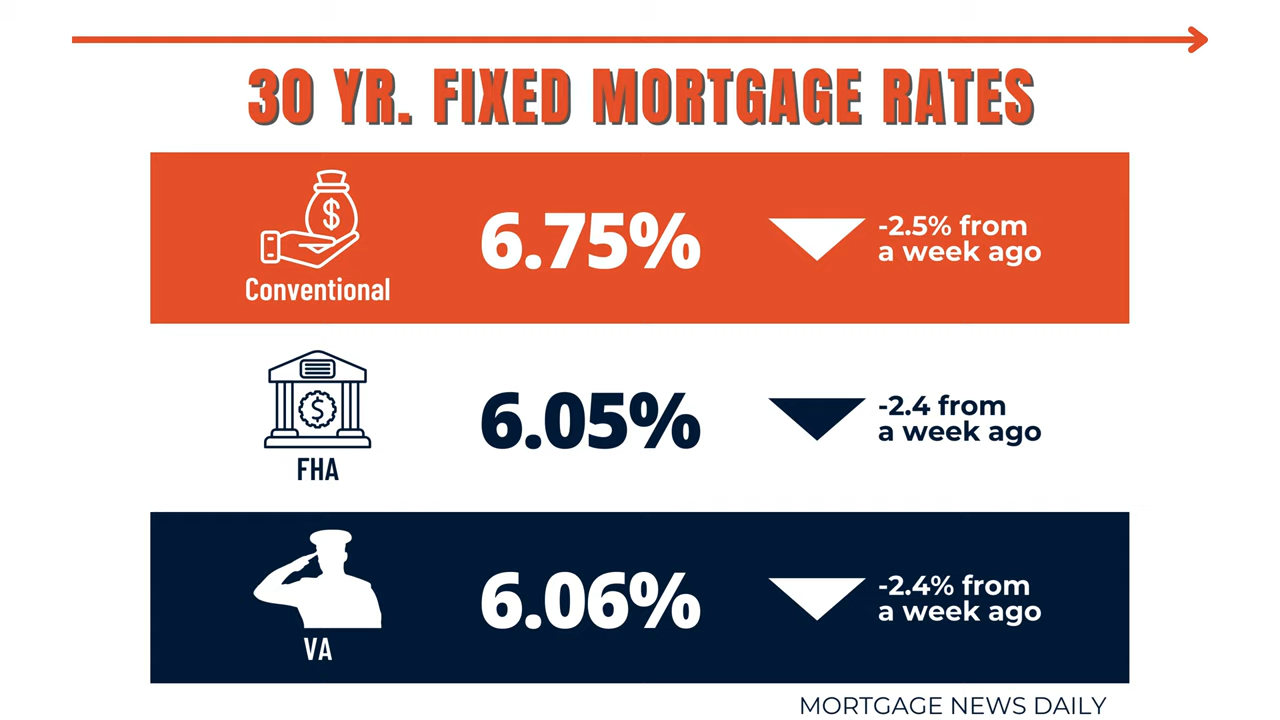 30 YR. FIXED MORTGAGE RATES
$
Conventional
6.75%
-2.5% from
a week ago
$
FHA
6.05%
-2.4 from
a week ago
VA
6.06%
-2.4% from
a week ago
MORTGAGE NEWS DAILY